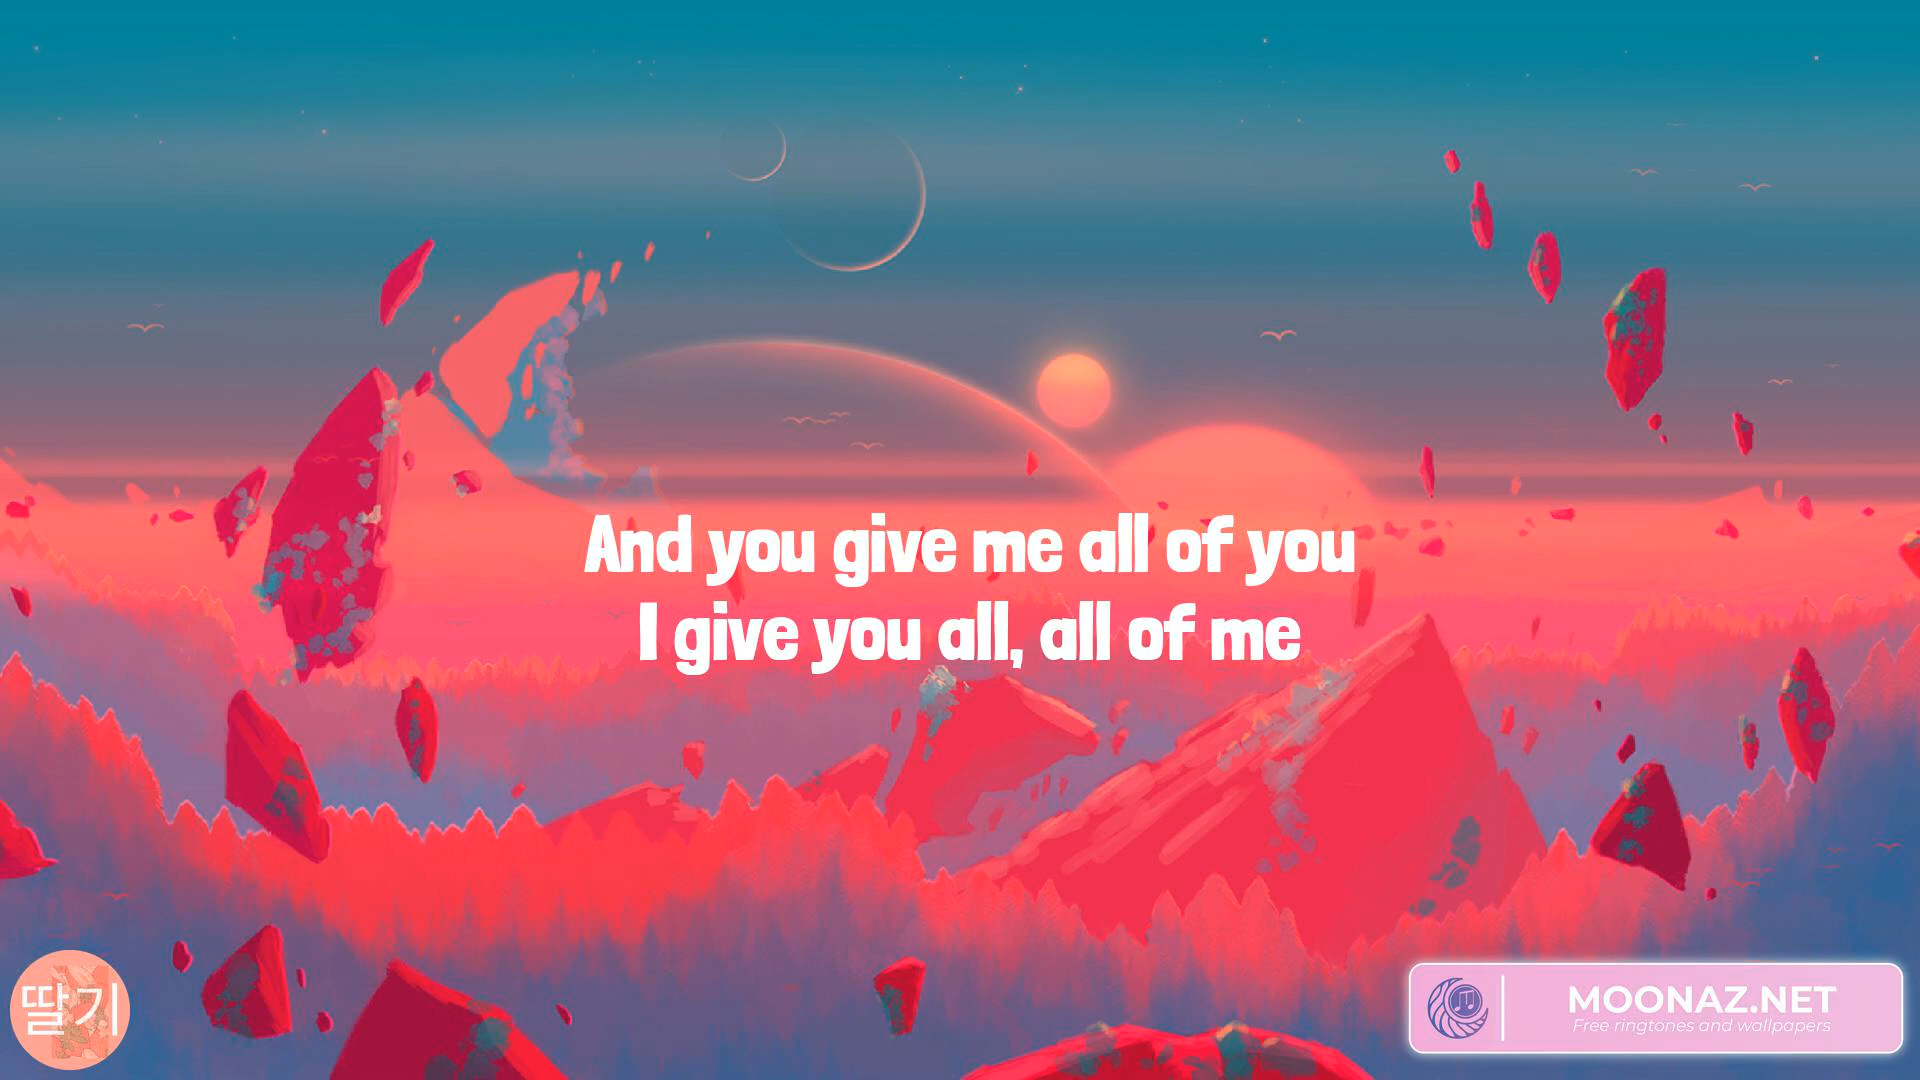 And you give me all of you
I give you all, all of me
딸기
MOONAZ.NET
Free ringtones and wallpapers